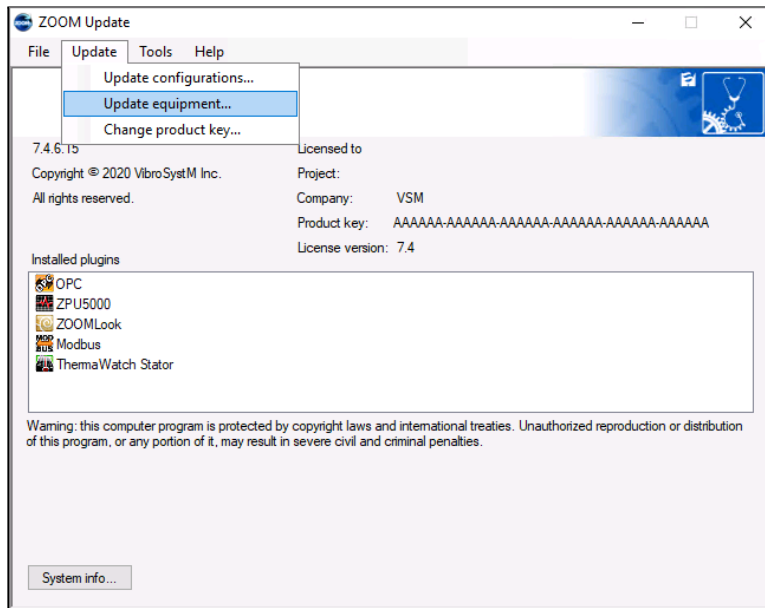 ZOOM Update
File Update Tools Help
Update configurations...
Update equipment...
Change product key...
7.4.6.15 Licensed to
Copyright © 2020 VibroSystM Inc. Project:
All rights reserved. Company: VSM
Product key: AAAAAA-AAAAAA-AAAAAA-AAAAAA-AAAAAA-AAAAAA
License version: 7.4
Installed plugins
OPC
ZPU5000
ZOOMLook
MOD BUS Modbus
ThermaWatch Stator
Warning: this computer program is protected by copyright laws and international treaties. Unauthorized reproduction or distribution
of this program, or any portion of it, may result in severe civil and criminal penalties.
System info...